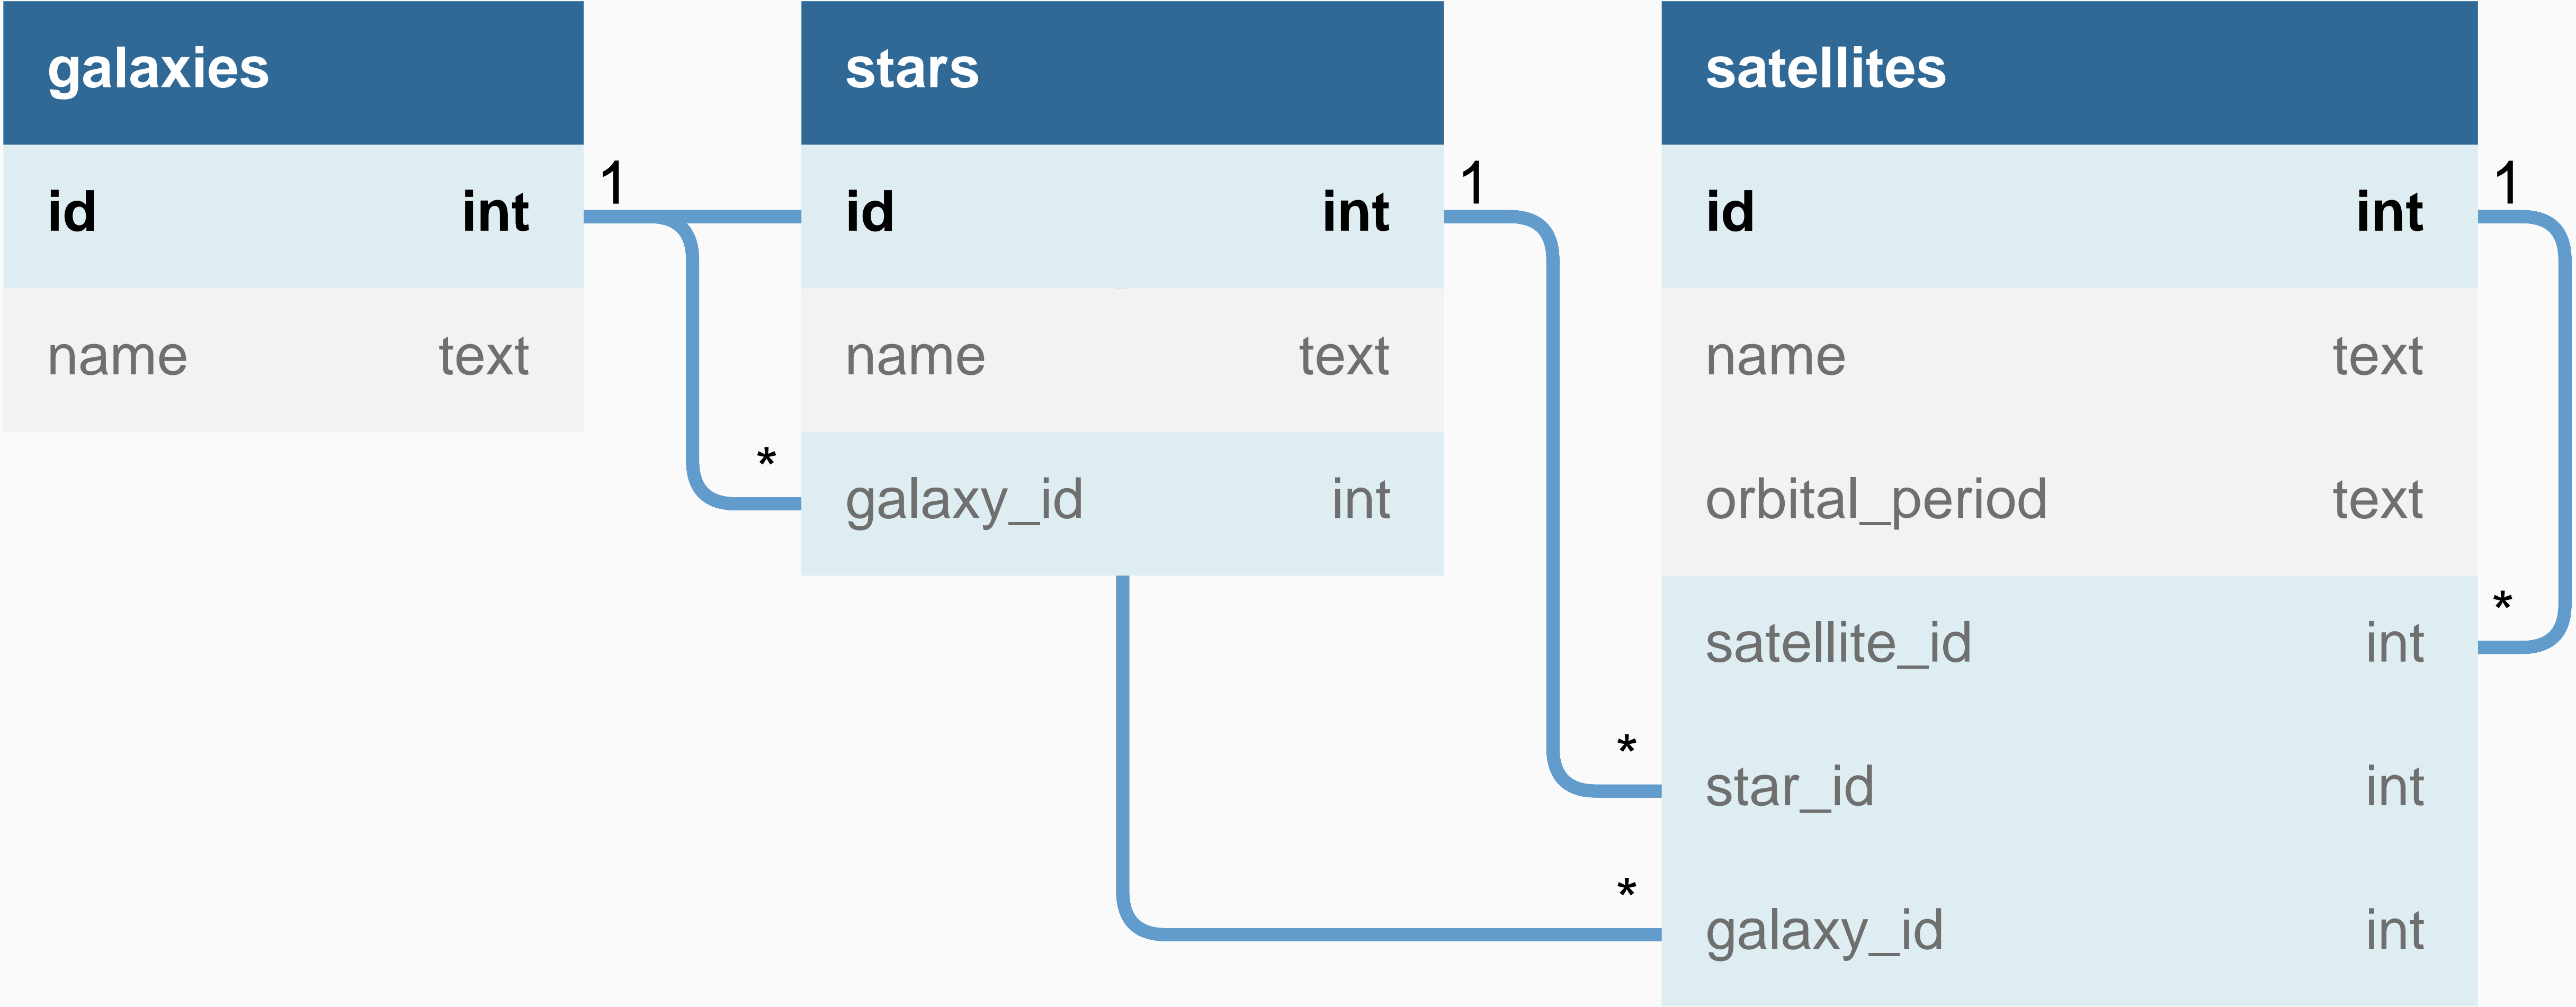 galaxies
id int
name text
1
*
stars
id int
name text
galaxy_id int
1
*
*
satellites
id int
name text
orbital_period text
satellite_id int
star_id int
galaxy_id int
1
*